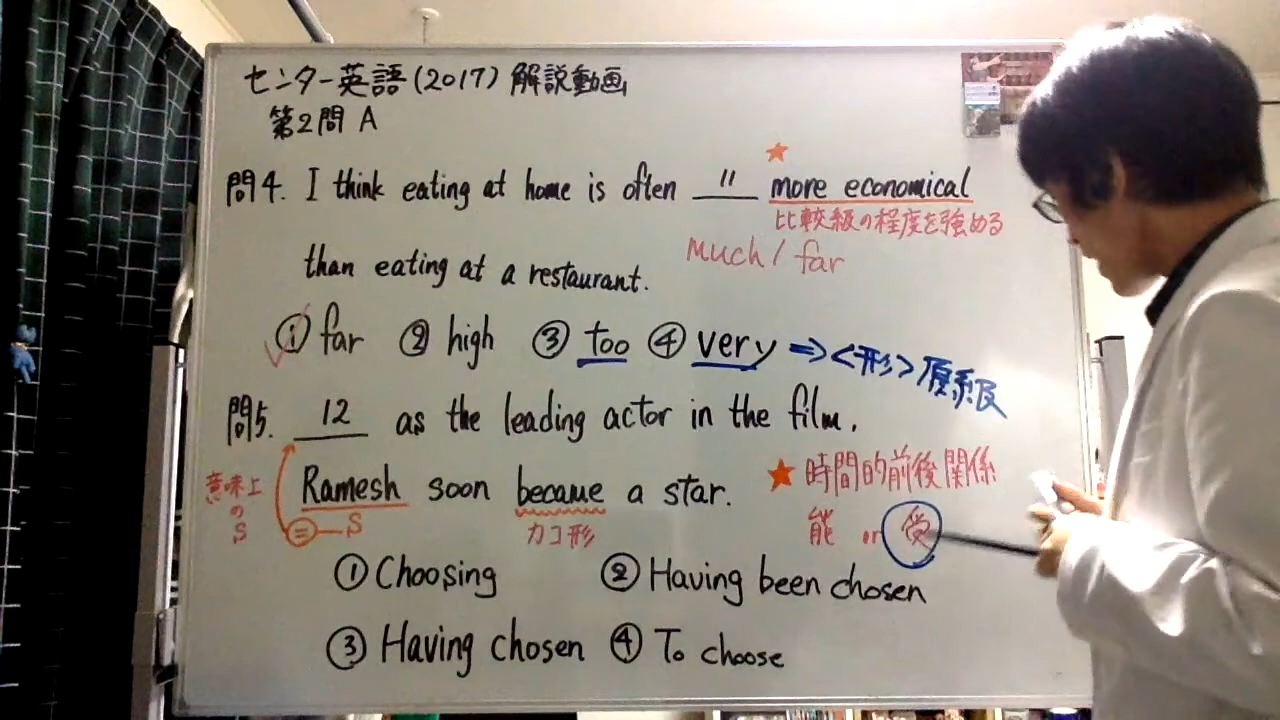 センター英語(2017)解説動画
第2問 A
問4. I think eating at home is often 11 more economical
比較級の程度を強める
much / far
than eating at a restaurant.
① far ② high ③ too ④ very ⇒ <形> 原級
問5. 12 as the leading actor in the film,
意味上のS
Ramesh soon became a star.
= S
カコ形
★ 時間的前後関係
能 or 受
① Choosing ② Having been chosen
③ Having chosen ④ To choose